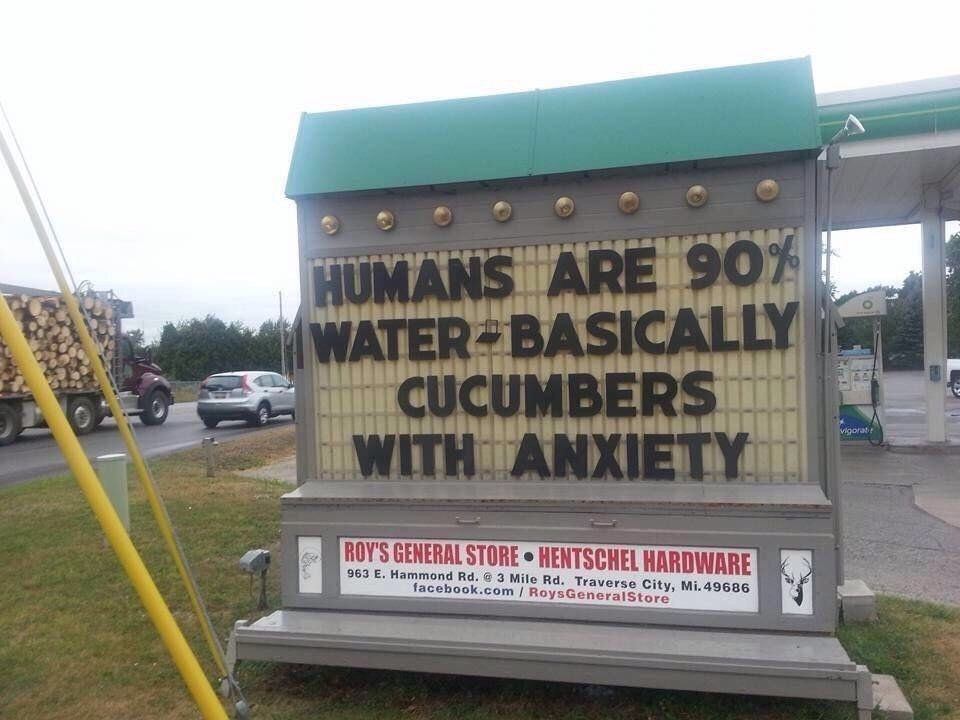 HUMANS ARE 90%
WATER-BASICALLY
CUCUMBERS
WITH ANXIETY
ROY'S GENERAL STORE • HENTSCHEL HARDWARE
963 E. Hammond Rd. @ 3 Mile Rd. Traverse City, Mi. 49686
facebook.com / RoysGeneralStore
bp